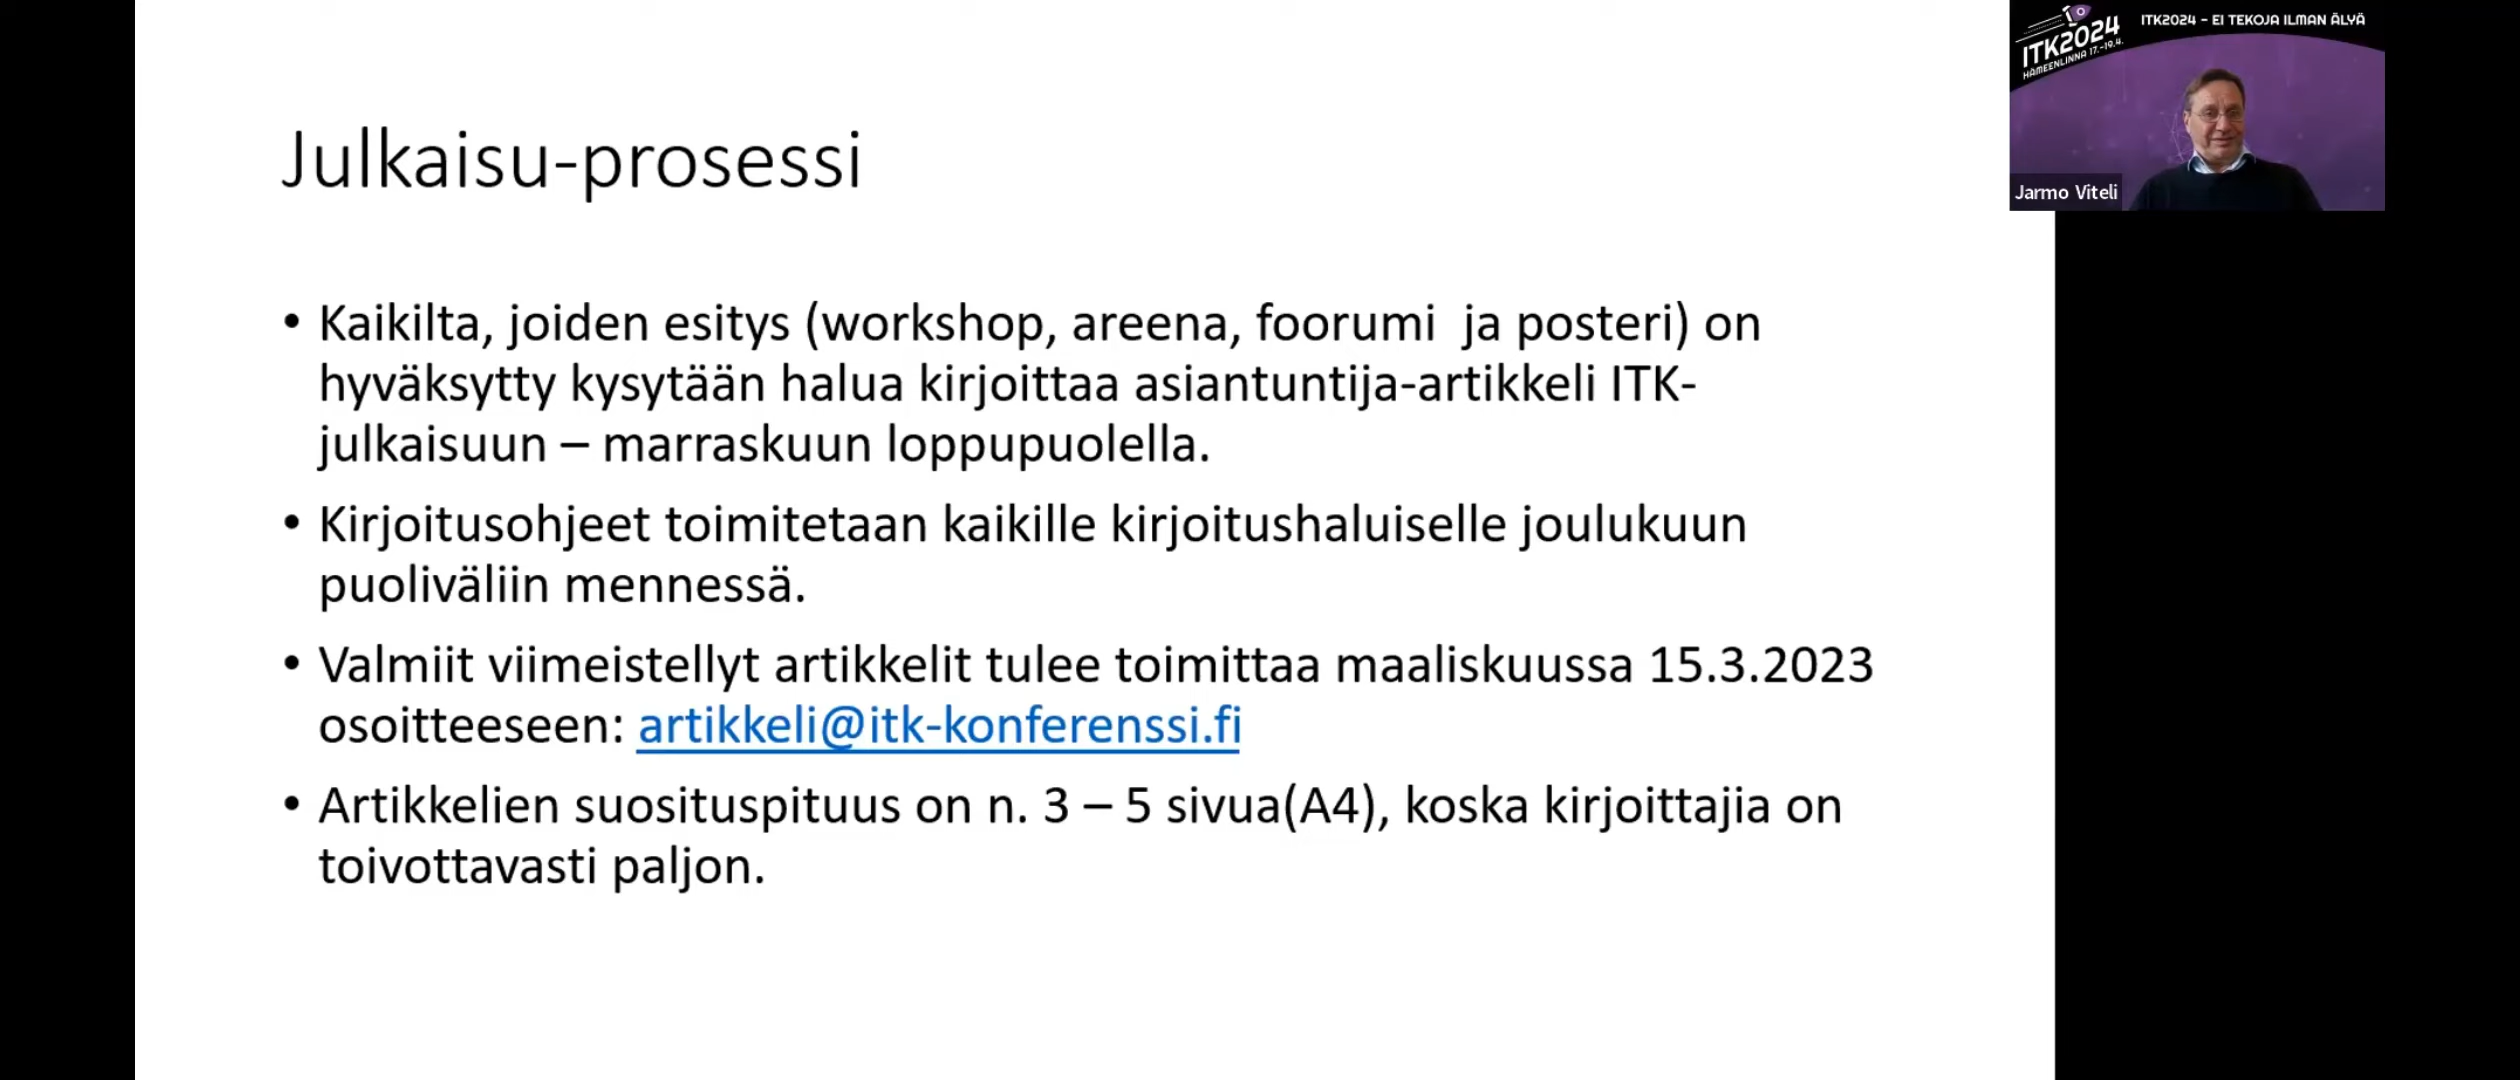 Julkaisu-prosessi
• Kaikilta, joiden esitys (workshop, areena, foorumi  ja posteri) on
hyväksytty kysytään halua kirjoittaa asiantuntija-artikkeli ITK-
julkaisuun – marraskuun loppupuolella.
• Kirjoitusohjeet toimitetaan kaikille kirjoitushaluiselle joulukuun
puoliväliin mennessä.
• Valmiit viimeistellyt artikkelit tulee toimittaa maaliskuussa 15.3.2023
osoitteeseen: artikkeli@itk-konferenssi.fi
• Artikkelien suosituspituus on n. 3 – 5 sivua(A4), koska kirjoittajia on
toivottavasti paljon.
ITK2024 – EI TEKOJA ILMAN ÄLYÄ
ITK2024
HÄMEENLINNA 17.-19.4.
Jarmo Viteli